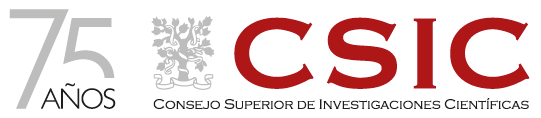 75
AÑOS
CSIC
CONSEJO SUPERIOR DE INVESTIGACIONES CIENTÍFICAS